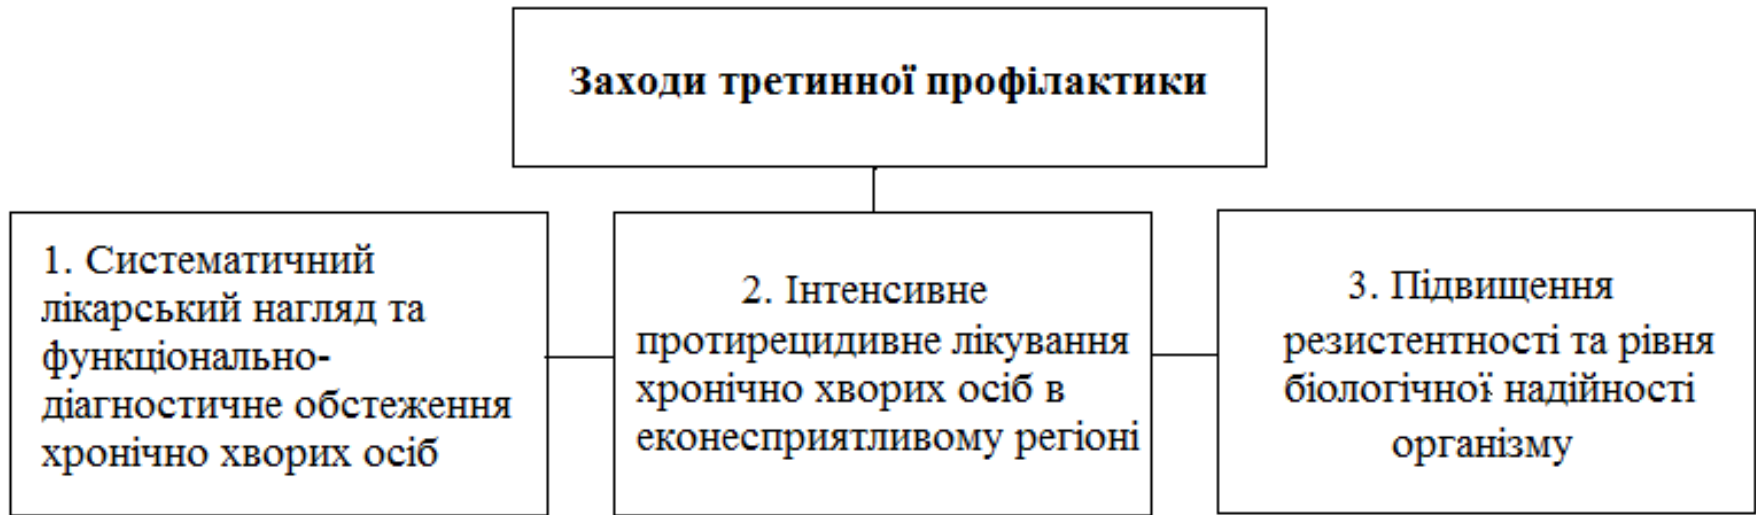 Заходи третинної профілактики
1. Систематичний
лікарський нагляд та
функціонально-
діагностичне обстеження
хронічно хворих осіб
2. Інтенсивне
протирецидивне лікування
хронічно хворих осіб в
еконесприятливому регіоні
3. Підвищення
резистентності та рівня
біологічної надійності
організму